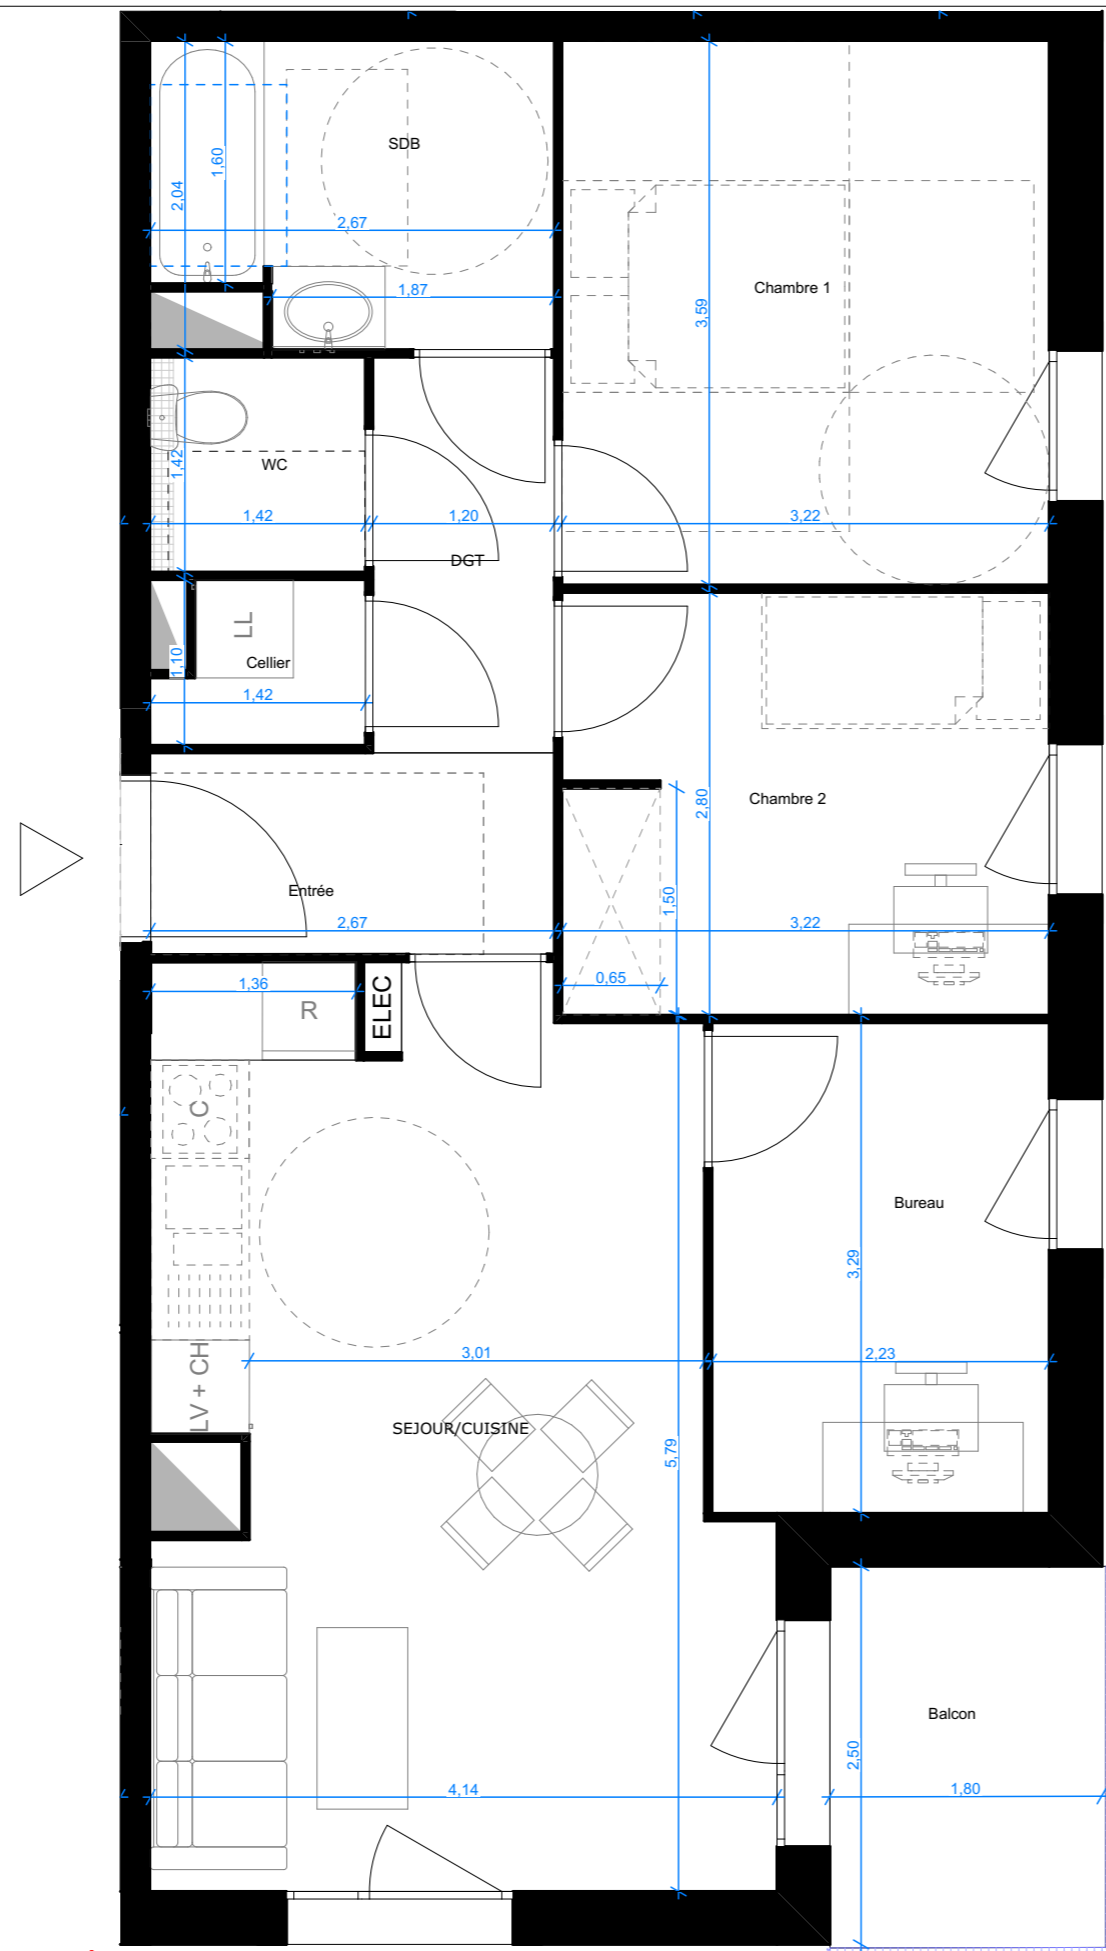 SDB
1,60
2,04
2,67
1,87
Chambre 1
3,59
WC
1,42
1,42
1,20
3,22
DGT
LL
Cellier
1,10
1,42
Chambre 2
2,80
Entrée
1,50
2,67
3,22
0,65
1,36
R
ELEC
C
Bureau
3,29
LV + CH
3,01
2,23
SEJOUR/CUISINE
5,79
Balcon
2,50
4,14
1,80